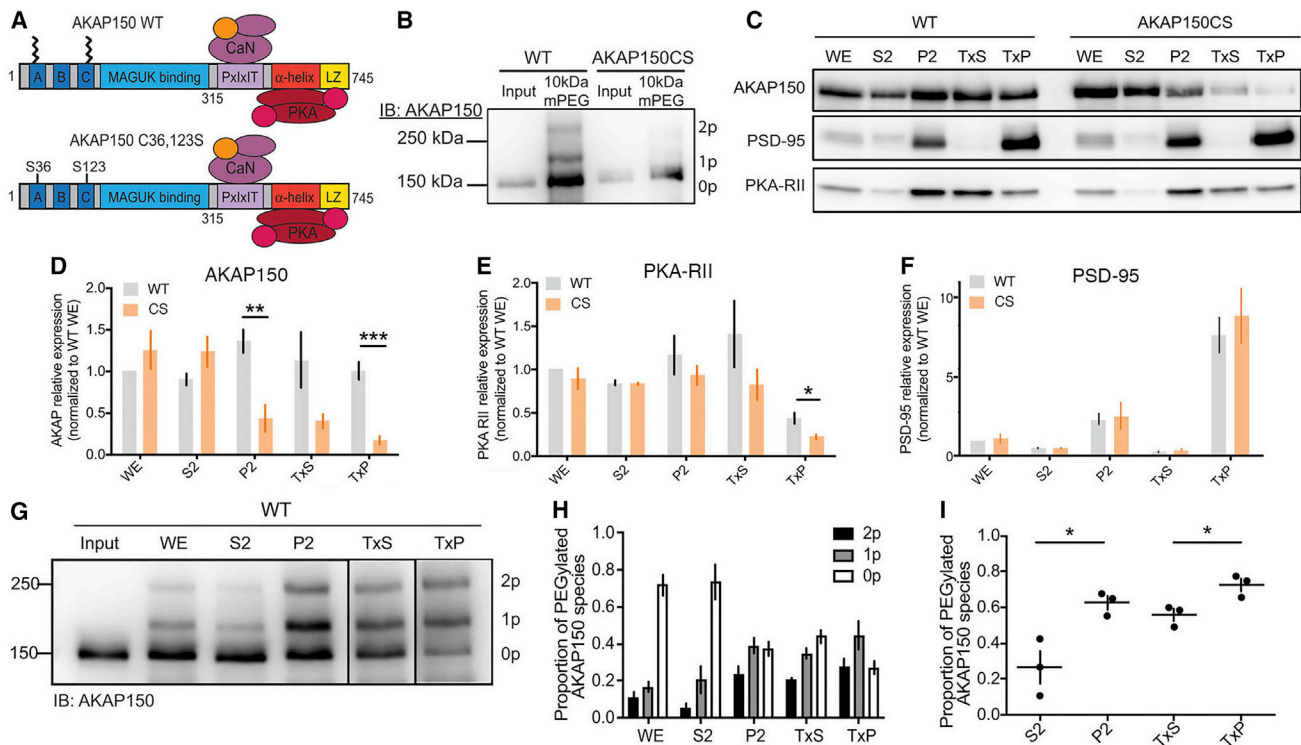 A
AKAP150 WT
CaN
1 A B C MAGUK binding PxIxIT α-helix LZ 745
315
PKA
AKAP150 C36,123S
CaN
S36 S123
1 A B C MAGUK binding PxIxIT α-helix LZ 745
315
PKA
B
WT AKAP150CS
Input 10kDa mPEG Input 10kDa mPEG
IB: AKAP150
250 kDa
150 kDa
2p
1p
0p
C
WT AKAP150CS
WE S2 P2 TxS TxP WE S2 P2 TxS TxP
AKAP150
PSD-95
PKA-RII
D
AKAP150
WT
CS
** ***
AKAP relative expression
(normalized to WT WE)
2.0
1.5
1.0
0.5
0.0
WE S2 P2 TxS TxP
E
PKA-RII
WT
CS
*
PKA RII relative expression
(normalized to WT WE)
2.0
1.5
1.0
0.5
0.0
WE S2 P2 TxS TxP
F
PSD-95
WT
CS
PSD-95 relative expression
(normalized to WT WE)
10
5
0
WE S2 P2 TxS TxP
G
WT
Input WE S2 P2 TxS TxP
250
150
2p
1p
0p
IB: AKAP150
H
2p
1p
0p
Proportion of PEGylated
AKAP150 species
1.0
0.8
0.6
0.4
0.2
0.0
WE S2 P2 TxS TxP
I
* *
Proportion of PEGylated
AKAP150 species
1.0
0.8
0.6
0.4
0.2
0.0
S2 P2 TxS TxP